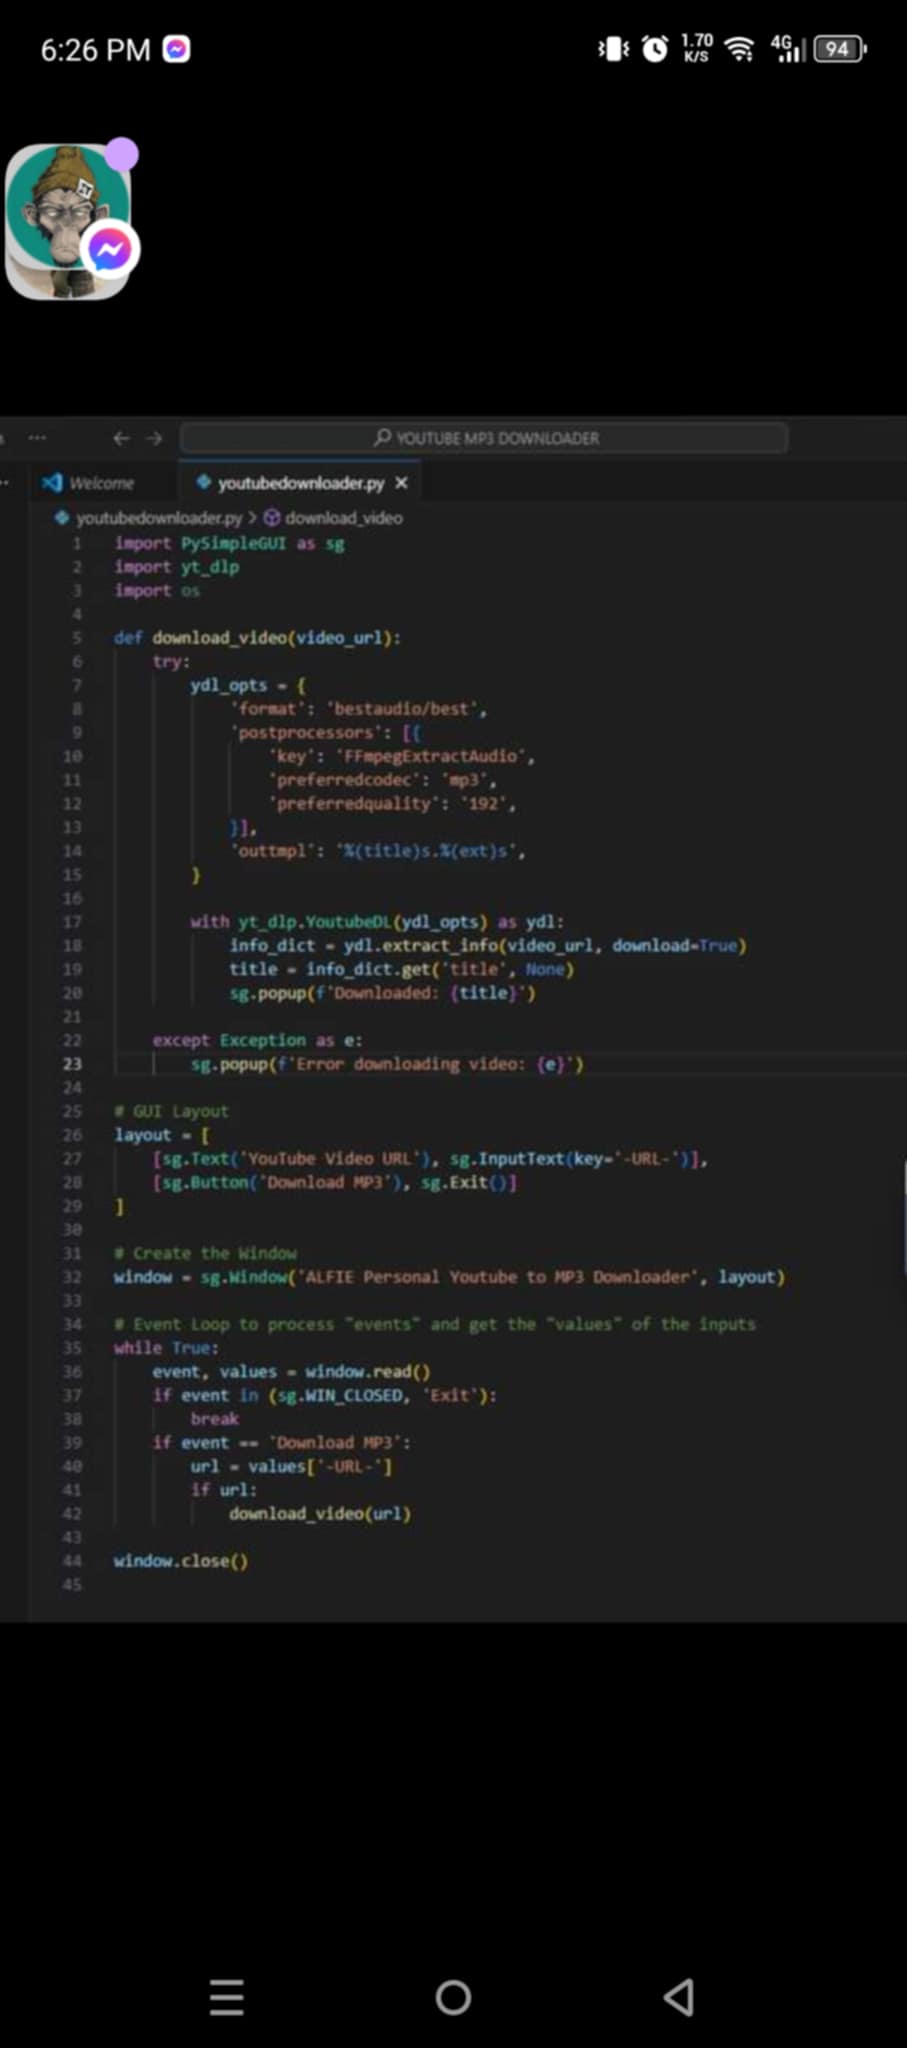 6:26 PM
1.70 K/S
4G
94
YOUTUBE MP3 DOWNLOADER
Welcome
youtubedownloader.py
youtubedownloader.py > download_video
1 import PySimpleGUI as sg
2 import yt_dlp
3 import os
4
5 def download_video(video_url):
6     try:
7         ydl_opts = {
8             'format': 'bestaudio/best',
9             'postprocessors': [{
10                 'key': 'FFmpegExtractAudio',
11                 'preferredcodec': 'mp3',
12                 'preferredquality': '192',
13             }],
14             'outtmpl': '%(title)s.%(ext)s',
15         }
16
17         with yt_dlp.YoutubeDL(ydl_opts) as ydl:
18             info_dict = ydl.extract_info(video_url, download=True)
19             title = info_dict.get('title', None)
20             sg.popup(f'Downloaded: {title}')
21
22     except Exception as e:
23         sg.popup(f'Error downloading video: {e}')
24
25 # GUI Layout
26 layout = [
27     [sg.Text('YouTube Video URL'), sg.InputText(key='-URL-')],
28     [sg.Button('Download MP3'), sg.Exit()]
29 ]
30
31 # Create the Window
32 window = sg.Window('ALFIE Personal Youtube to MP3 Downloader', layout)
33
34 # Event Loop to process "events" and get the "values" of the inputs
35 while True:
36     event, values = window.read()
37     if event in (sg.WIN_CLOSED, 'Exit'):
38         break
39     if event == 'Download MP3':
40         url = values['-URL-']
41         if url:
42             download_video(url)
43
44 window.close()
45